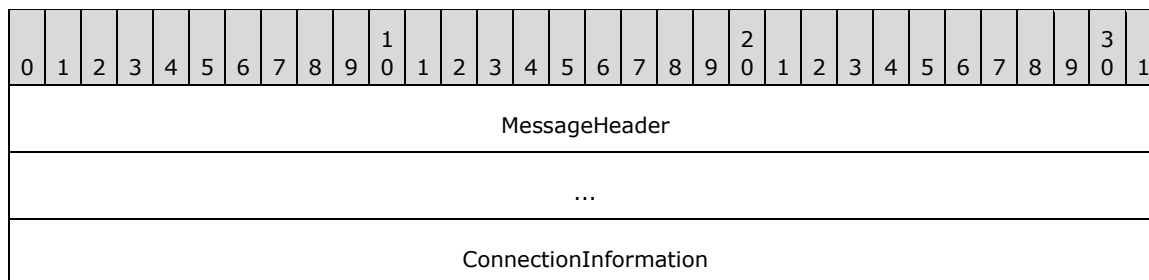 1 2 3
0 1 2 3 4 5 6 7 8 9 0 1 2 3 4 5 6 7 8 9 0 1 2 3 4 5 6 7 8 9 0 1
MessageHeader
...
ConnectionInformation